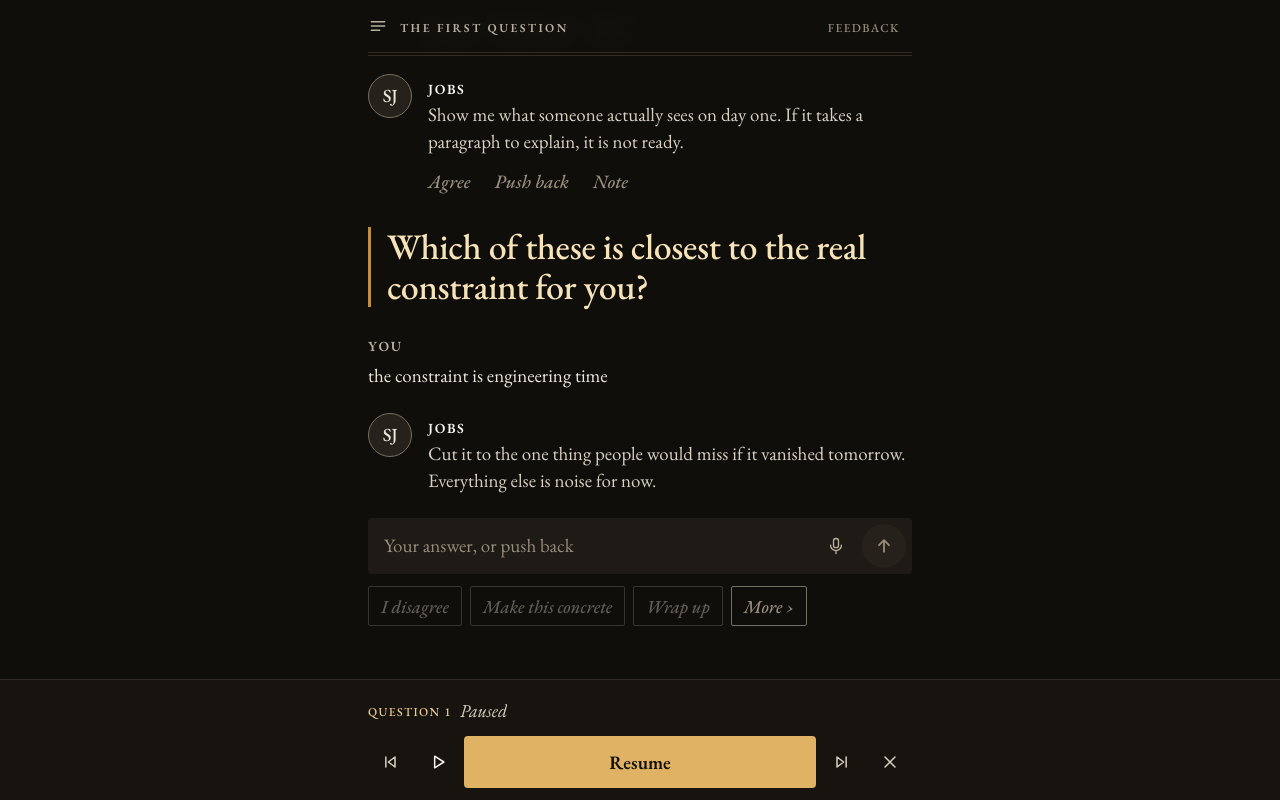 THE FIRST QUESTION
FEEDBACK
SJ
JOBS
Show me what someone actually sees on day one. If it takes a
paragraph to explain, it is not ready.
Agree Push back Note
Which of these is closest to the real
constraint for you?
YOU
the constraint is engineering time
SJ
JOBS
Cut it to the one thing people would miss if it vanished tomorrow.
Everything else is noise for now.
Your answer, or push back
I disagree Make this concrete Wrap up More ›
QUESTION 1 Paused
Resume